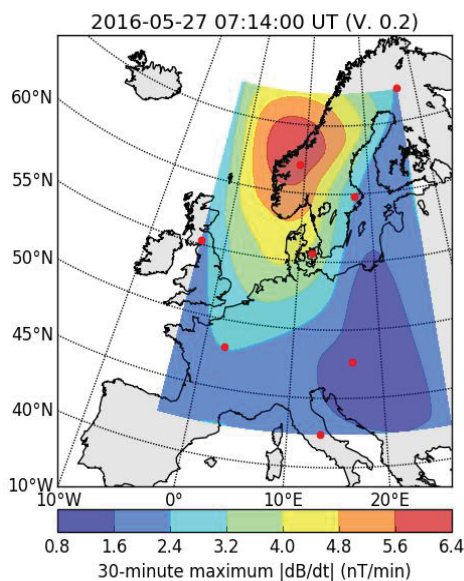 2016-05-27 07:14:00 UT (V. 0.2)
60°N
55°N
50°N
45°N
40°N
10°W
10°W 0° 10°E 20°E
0.8 1.6 2.4 3.2 4.0 4.8 5.6 6.4
30-minute maximum |dB/dt| (nT/min)